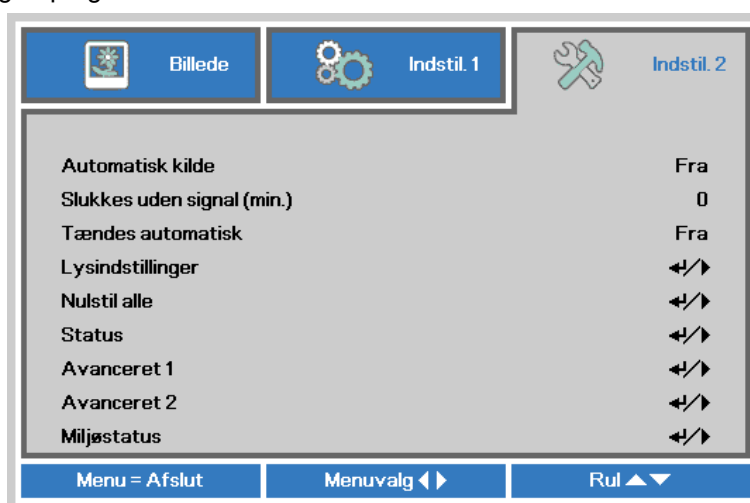 Billede Indstil. 1 Indstil. 2
Automatisk kilde Fra
Slukkes uden signal (min.) 0
Tændes automatisk Fra
Lysindstillinger
Nulstil alle
Status
Avanceret 1
Avanceret 2
Miljøstatus
Menu = Afslut Menuvalg Rul